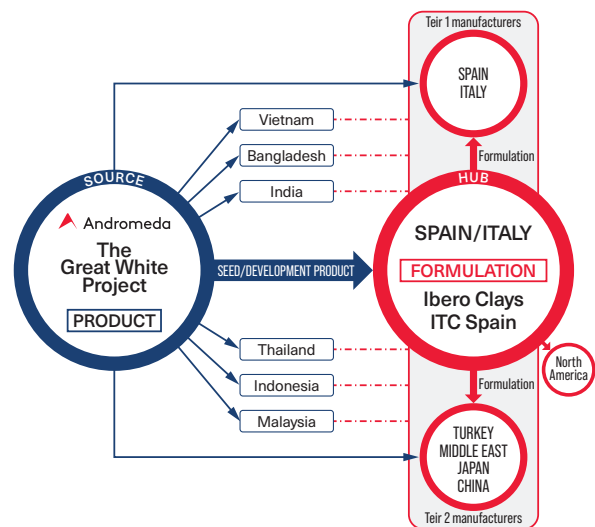 Teir 1 manufacturers
SPAIN
ITALY
Vietnam
Bangladesh
India
Formulation
SOURCE
Andromeda
The
Great White
Project
PRODUCT
SEED/DEVELOPMENT PRODUCT
HUB
SPAIN/ITALY
FORMULATION
Ibero Clays
ITC Spain
Thailand
Indonesia
Malaysia
North
America
Formulation
TURKEY
MIDDLE EAST
JAPAN
CHINA
Teir 2 manufacturers